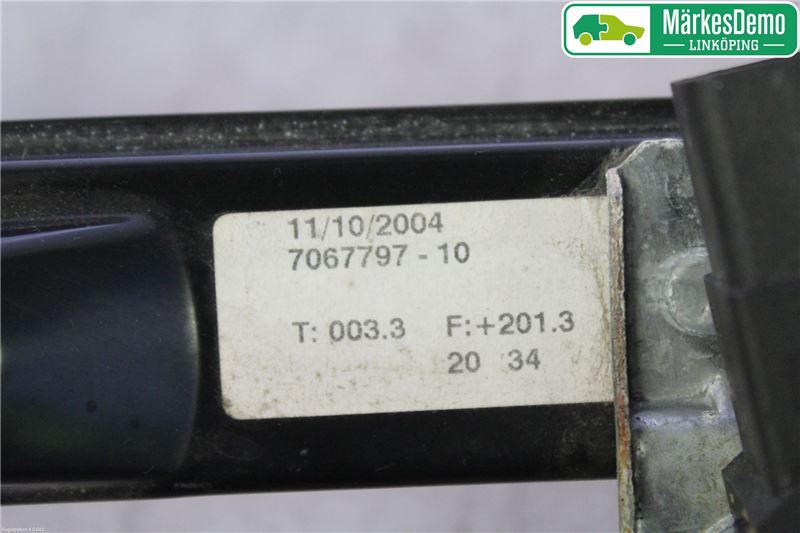 MärkesDemo
LINKÖPING
11/10/2004
7067797 - 10
T: 003.3 F:+201.3
20 34